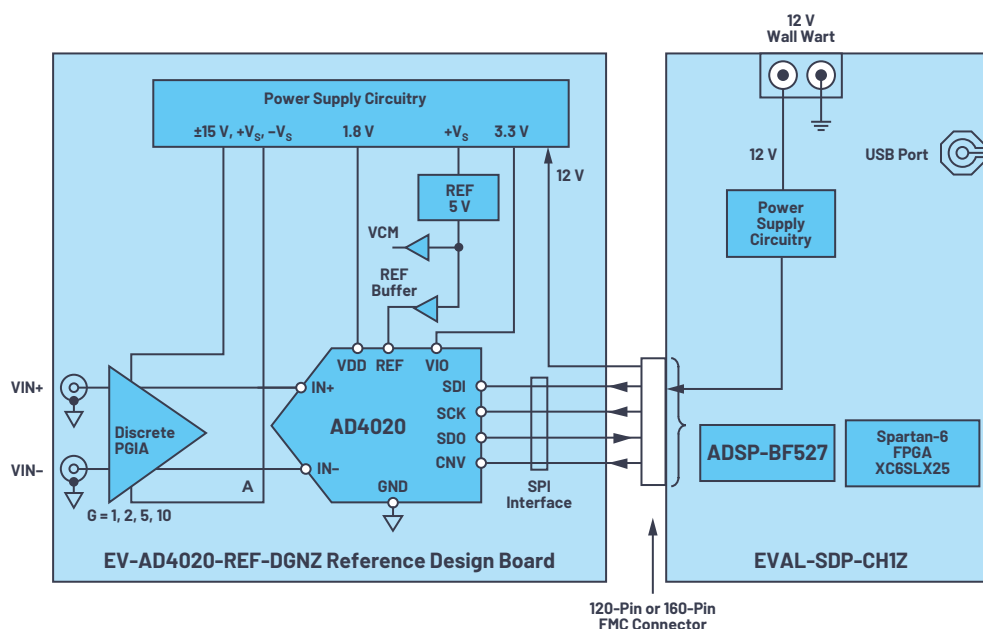 12 V
Wall Wart
Power Supply Circuitry
±15 V, +VS, –VS
1.8 V
+VS
3.3 V
12 V
REF
5 V
VCM
REF
Buffer
VDD
REF
VIO
VIN+
VIN–
Discrete
PGIA
G = 1, 2, 5, 10
A
IN+
IN–
AD4020
GND
SDI
SCK
SDO
CNV
SPI
Interface
EV-AD4020-REF-DGNZ Reference Design Board
12 V
USB Port
Power
Supply
Circuitry
ADSP-BF527
Spartan-6
FPGA
XC6SLX25
EVAL-SDP-CH1Z
120-Pin or 160-Pin
FMC Connector